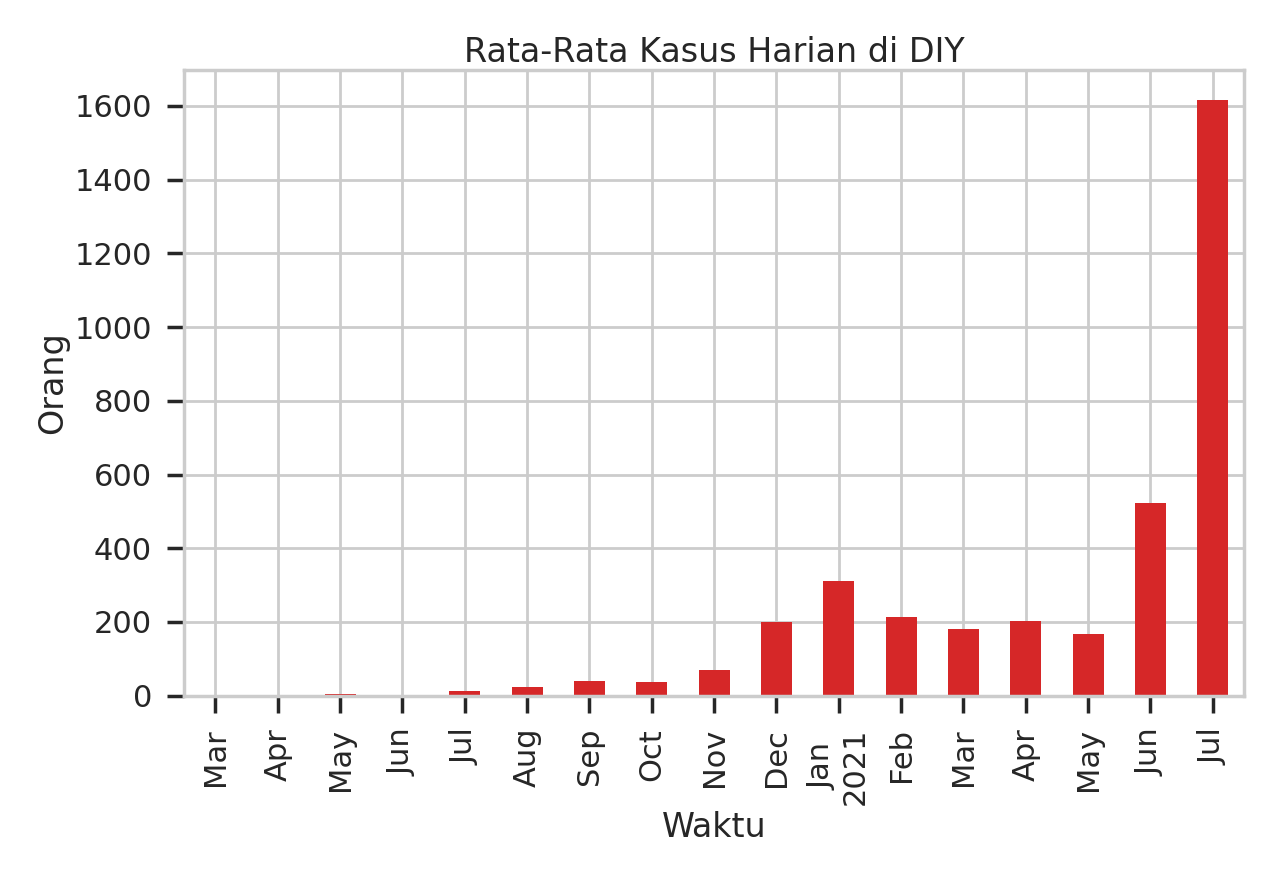 Rata-Rata Kasus Harian di DIY
1600
1400
1200
1000
800
600
400
200
0
Orang
Mar
Apr
May
Jun
Jul
Aug
Sep
Oct
Nov
Dec
Jan
2021
Feb
Mar
Apr
May
Jun
Jul
Waktu